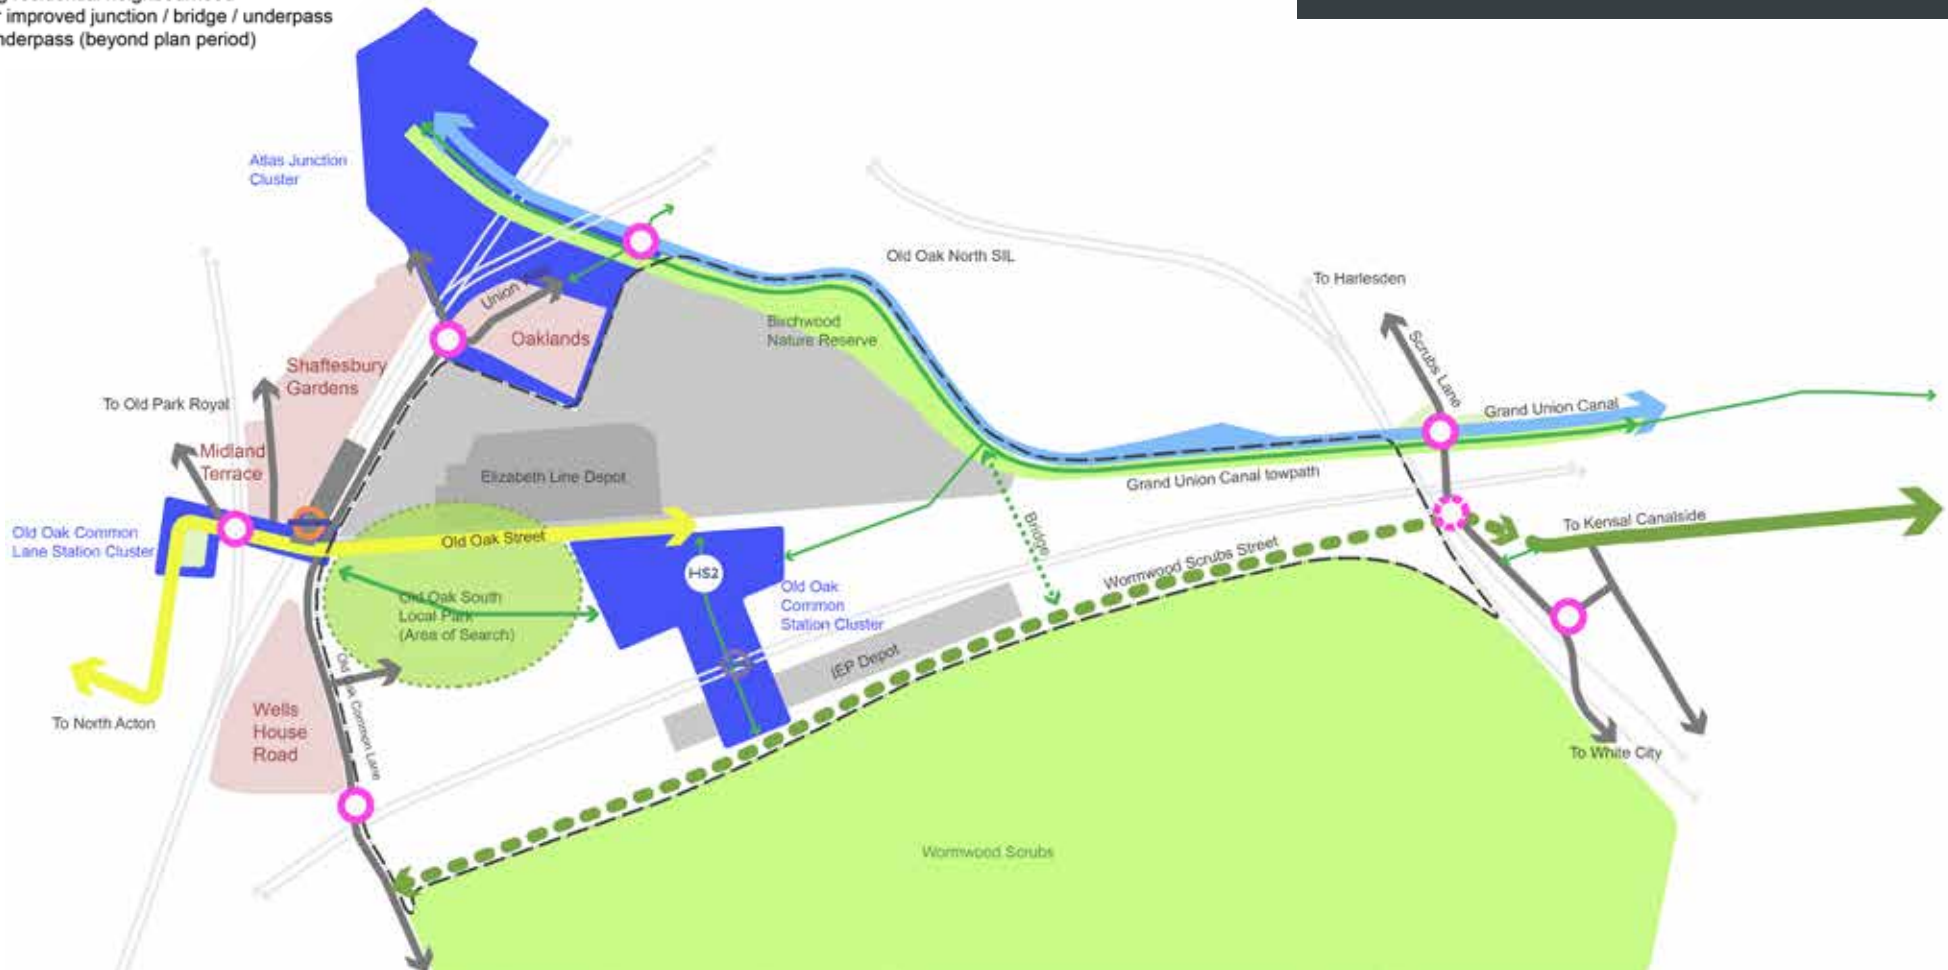 improved junction / bridge / underpass
(beyond plan period)
Atlas Junction
Cluster
Old Oak North SIL
To Harlesden
Union
Scrubs Lane
Birchwood
Nature Reserve
Oaklands
Shaftesbury
Gardens
To Old Park Royal
Grand Union Canal
Midland
Terrace
Elizabeth Line Depot
Grand Union Canal towpath
Old Oak Common
Lane Station Cluster
Old Oak Street
Bridge
To Kensal Canalside
HS2
Wormwood Scrubs Street
Old Oak South
Local Park
(Area of Search)
Old Oak
Common
Station Cluster
IEP Depot
Old Oak Common Lane
Wells
House
Road
To North Acton
To White City
Wormwood Scrubs